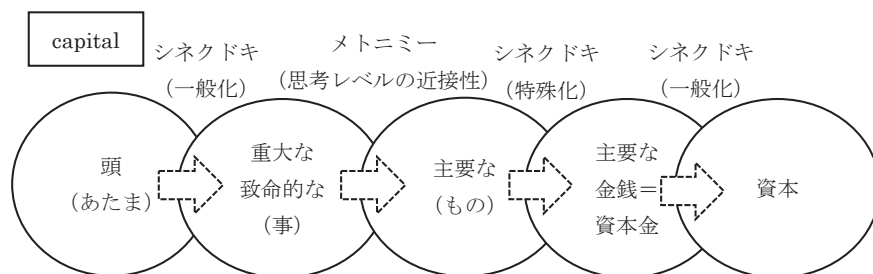 capital
シネクドキ
(一般化)
メトニミー
(思考レベルの近接性)
シネクドキ
(特殊化)
シネクドキ
(一般化)
頭
(あたま)
重大な
致命的な
(事)
主要な
(もの)
主要な
金銭＝
資本金
資本